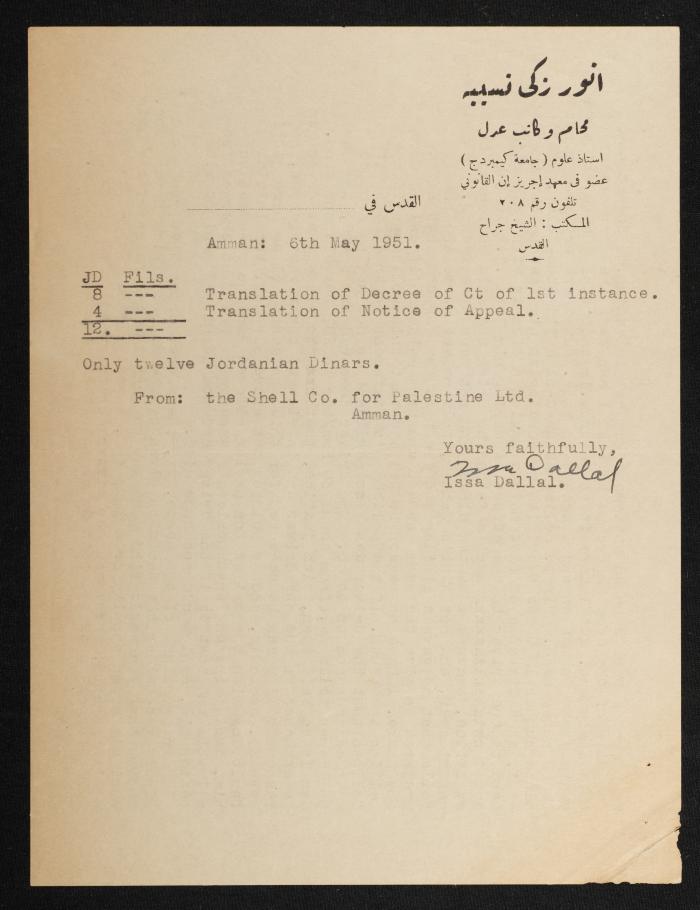 انور زكي نسيبه
محام وكاتب عدل
استاذ علوم (جامعة كيمبردج)
عضو في معهد إجريز إن القانوني
تلفون رقم ٢٠٨
المكتب : الشيخ جراح
القدس
القدس في
Amman: 6th May 1951.
JD Fils.
8 --- Translation of Decree of Ct of 1st instance.
4 --- Translation of Notice of Appeal.
12. ---
Only twelve Jordanian Dinars.
From: the Shell Co. for Palestine Ltd.
Amman.
Yours faithfully,
Issa Dallal
Issa Dallal.